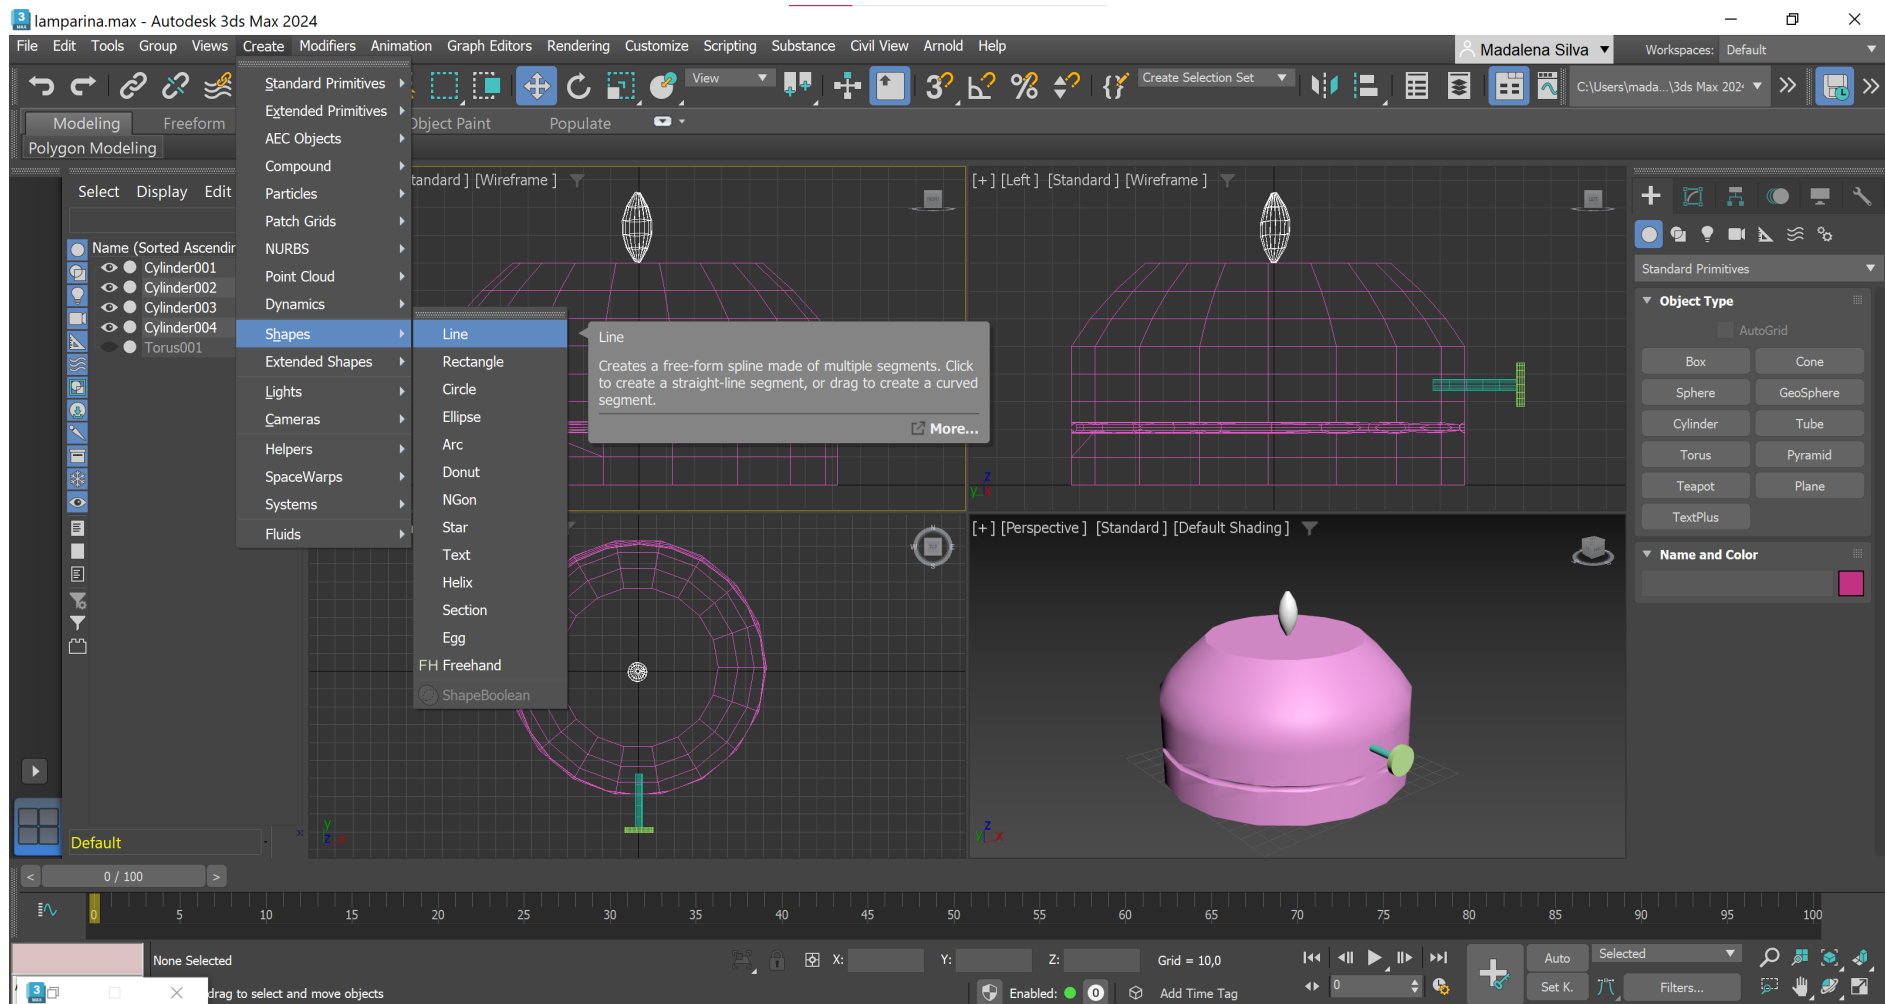 lamparina.max - Autodesk 3ds Max 2024
File Edit Tools Group Views Create Modifiers Animation Graph Editors Rendering Customize Scripting Substance Civil View Arnold Help
Madalena Silva
Workspaces: Default
View
Create Selection Set
C:\Users\mada...\3ds Max 202
Modeling Freeform Object Paint Populate
Polygon Modeling
Select Display Edit
Name (Sorted Ascendin
Cylinder001
Cylinder002
Cylinder003
Cylinder004
Torus001
Default
Standard Primitives
Extended Primitives
AEC Objects
Compound
Particles
Patch Grids
NURBS
Point Cloud
Dynamics
Shapes
Extended Shapes
Lights
Cameras
Helpers
SpaceWarps
Systems
Fluids
Line
Rectangle
Circle
Ellipse
Arc
Donut
NGon
Star
Text
Helix
Section
Egg
FH Freehand
ShapeBoolean
Line
Creates a free-form spline made of multiple segments. Click
to create a straight-line segment, or drag to create a curved
segment.
More...
tandard ] [Wireframe ]
[+] [Left ] [Standard ] [Wireframe ]
[+] [Perspective ] [Standard ] [Default Shading ]
Standard Primitives
Object Type
AutoGrid
Box Cone
Sphere GeoSphere
Cylinder Tube
Torus Pyramid
Teapot Plane
TextPlus
Name and Color
< 0 / 100 >
0 5 10 15 20 25 30 35 40 45 50 55 60 65 70 75 80 85 90 95 100
None Selected
X: Y: Z: Grid = 10,0
Auto Selected
drag to select and move objects
Enabled: 0 Add Time Tag
0
Set K. Filters...